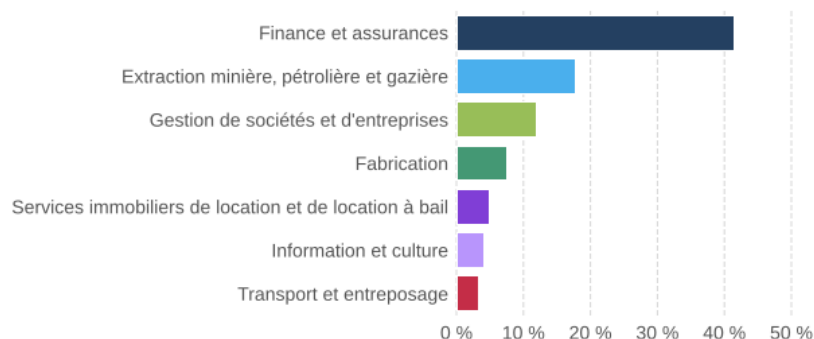 Finance et assurances
Extraction minière, pétrolière et gazière
Gestion de sociétés et d'entreprises
Fabrication
Services immobiliers de location et de location à bail
Information et culture
Transport et entreposage
0 % 10 % 20 % 30 % 40 % 50 %